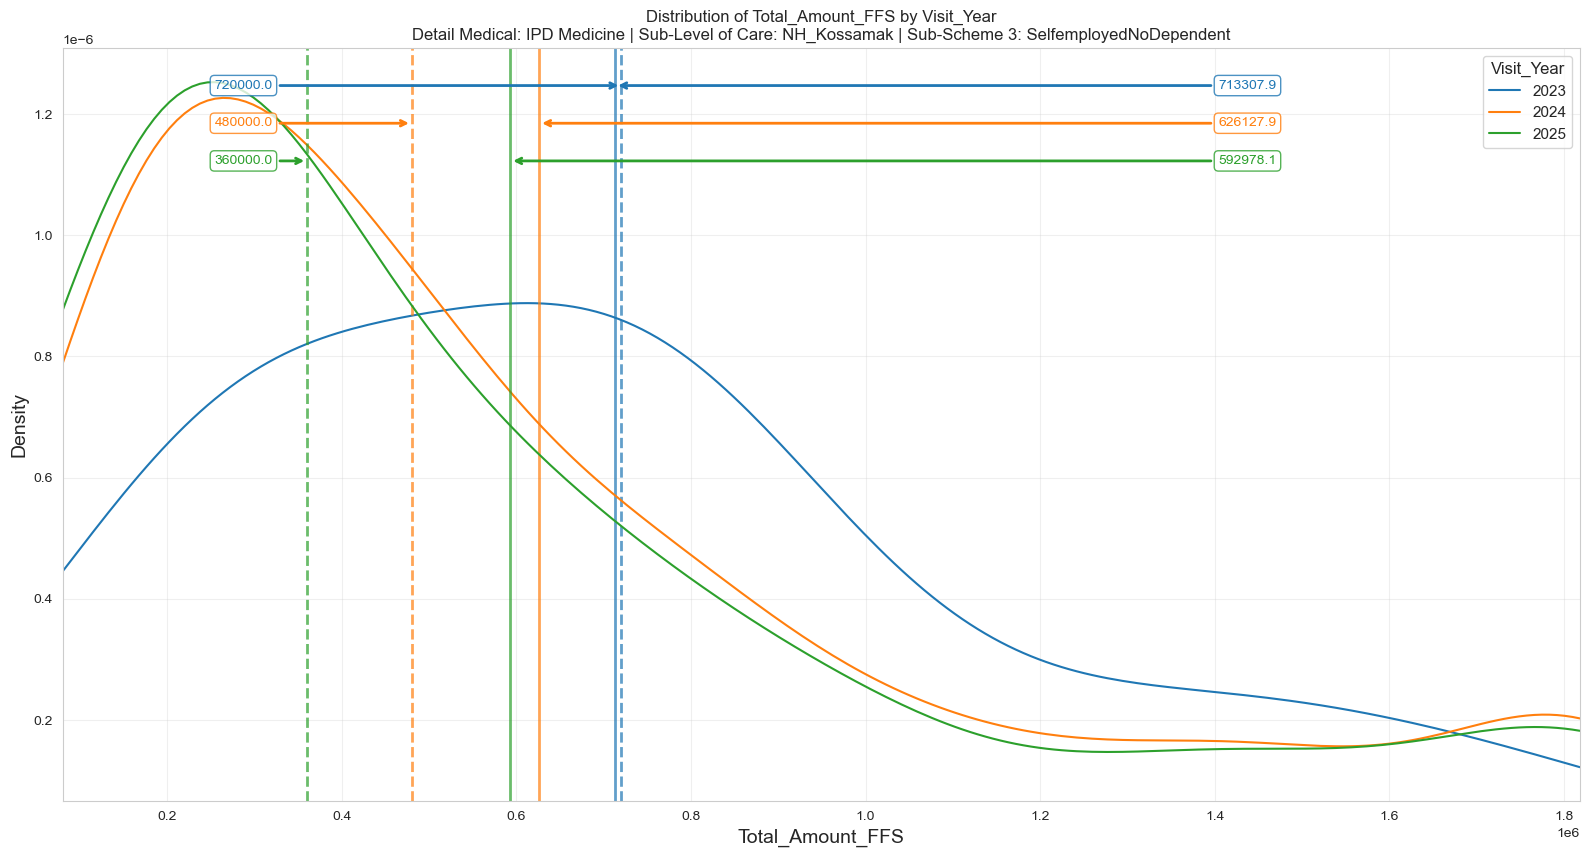 Distribution of Total_Amount_FFS by Visit_Year
Detail Medical: IPD Medicine | Sub-Level of Care: NH_Kossamak | Sub-Scheme 3: SelfemployedNoDependent
1e−6
Visit_Year
2023
2024
2025
720000.0
713307.9
480000.0
626127.9
360000.0
592978.1
1.2
1.0
0.8
0.6
0.4
0.2
Density
0.2 0.4 0.6 0.8 1.0 1.2 1.4 1.6 1.8
1e6
Total_Amount_FFS